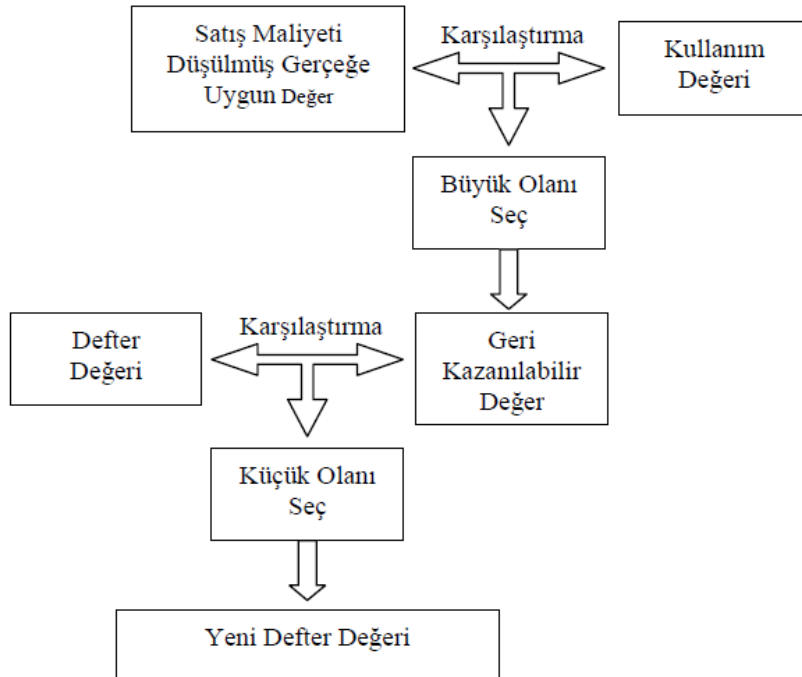 Satış Maliyeti
Düşülmüş Gerçeğe
Uygun Değer
Karşılaştırma
Kullanım
Değeri
Büyük Olanı
Seç
Defter
Değeri
Karşılaştırma
Geri
Kazanılabilir
Değer
Küçük Olanı
Seç
Yeni Defter Değeri